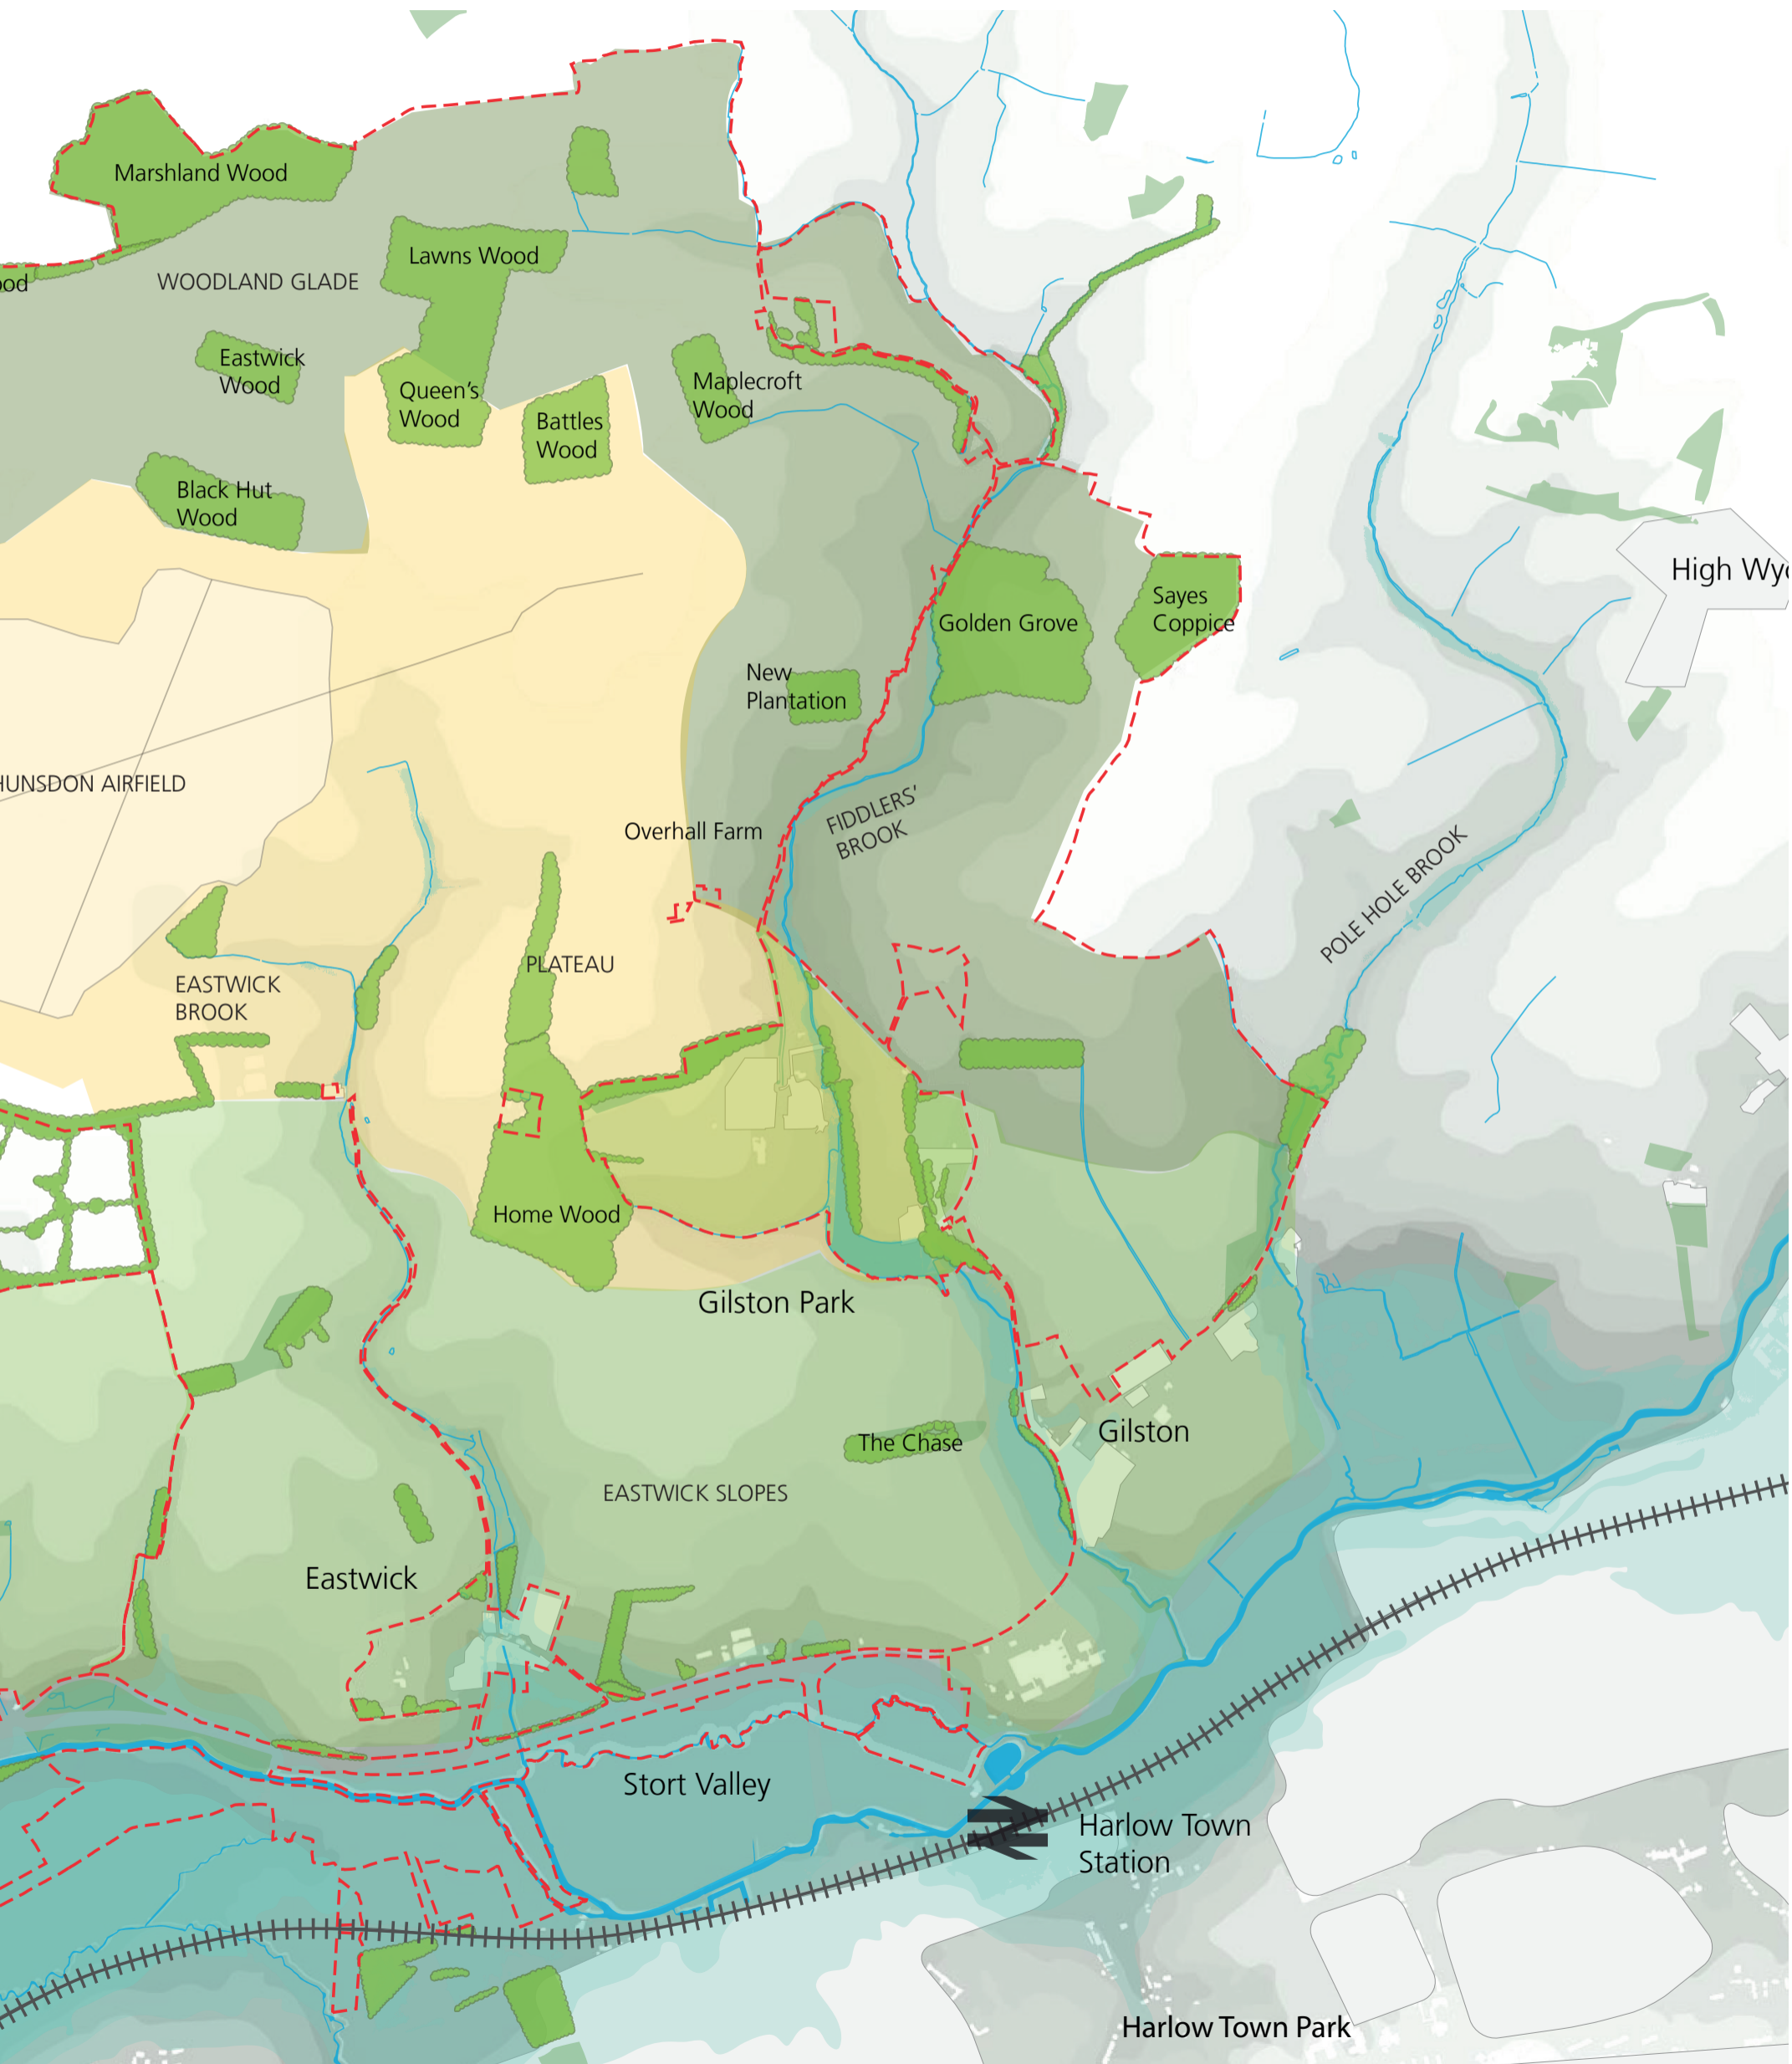 Marshland Wood
Lawns Wood
WOODLAND GLADE
ood
Eastwick
Wood
Queen's
Wood
Maplecroft
Wood
Battles
Wood
Black Hut
Wood
High Wyc
Sayes
Coppice
Golden Grove
New
Plantation
HUNSDON AIRFIELD
FIDDLERS'
BROOK
Overhall Farm
POLE HOLE BROOK
PLATEAU
EASTWICK
BROOK
Home Wood
Gilston Park
Gilston
The Chase
EASTWICK SLOPES
Eastwick
Stort Valley
Harlow Town
Station
Harlow Town Park